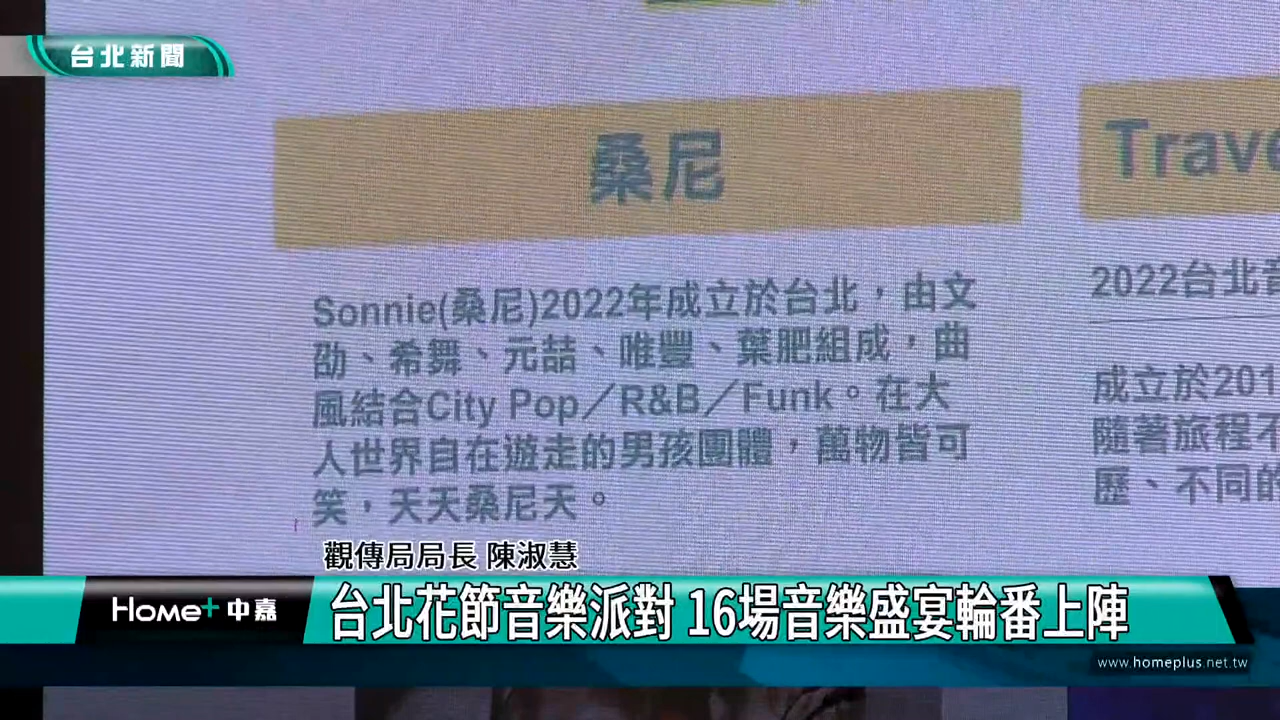 台北新聞
桑尼
Trave
Sonnie(桑尼)2022年成立於台北，由文
劭、希舞、元喆、唯豐、葉肥組成，曲
風結合City Pop／R&B／Funk。在大
人世界自在遊走的男孩團體，萬物皆可
笑，天天桑尼天。
2022台北音
成立於201
隨著旅程不
歷、不同的
觀傳局局長 陳淑慧
Home+中嘉
台北花節音樂派對 16場音樂盛宴輪番上陣
www.homeplus.net.tw